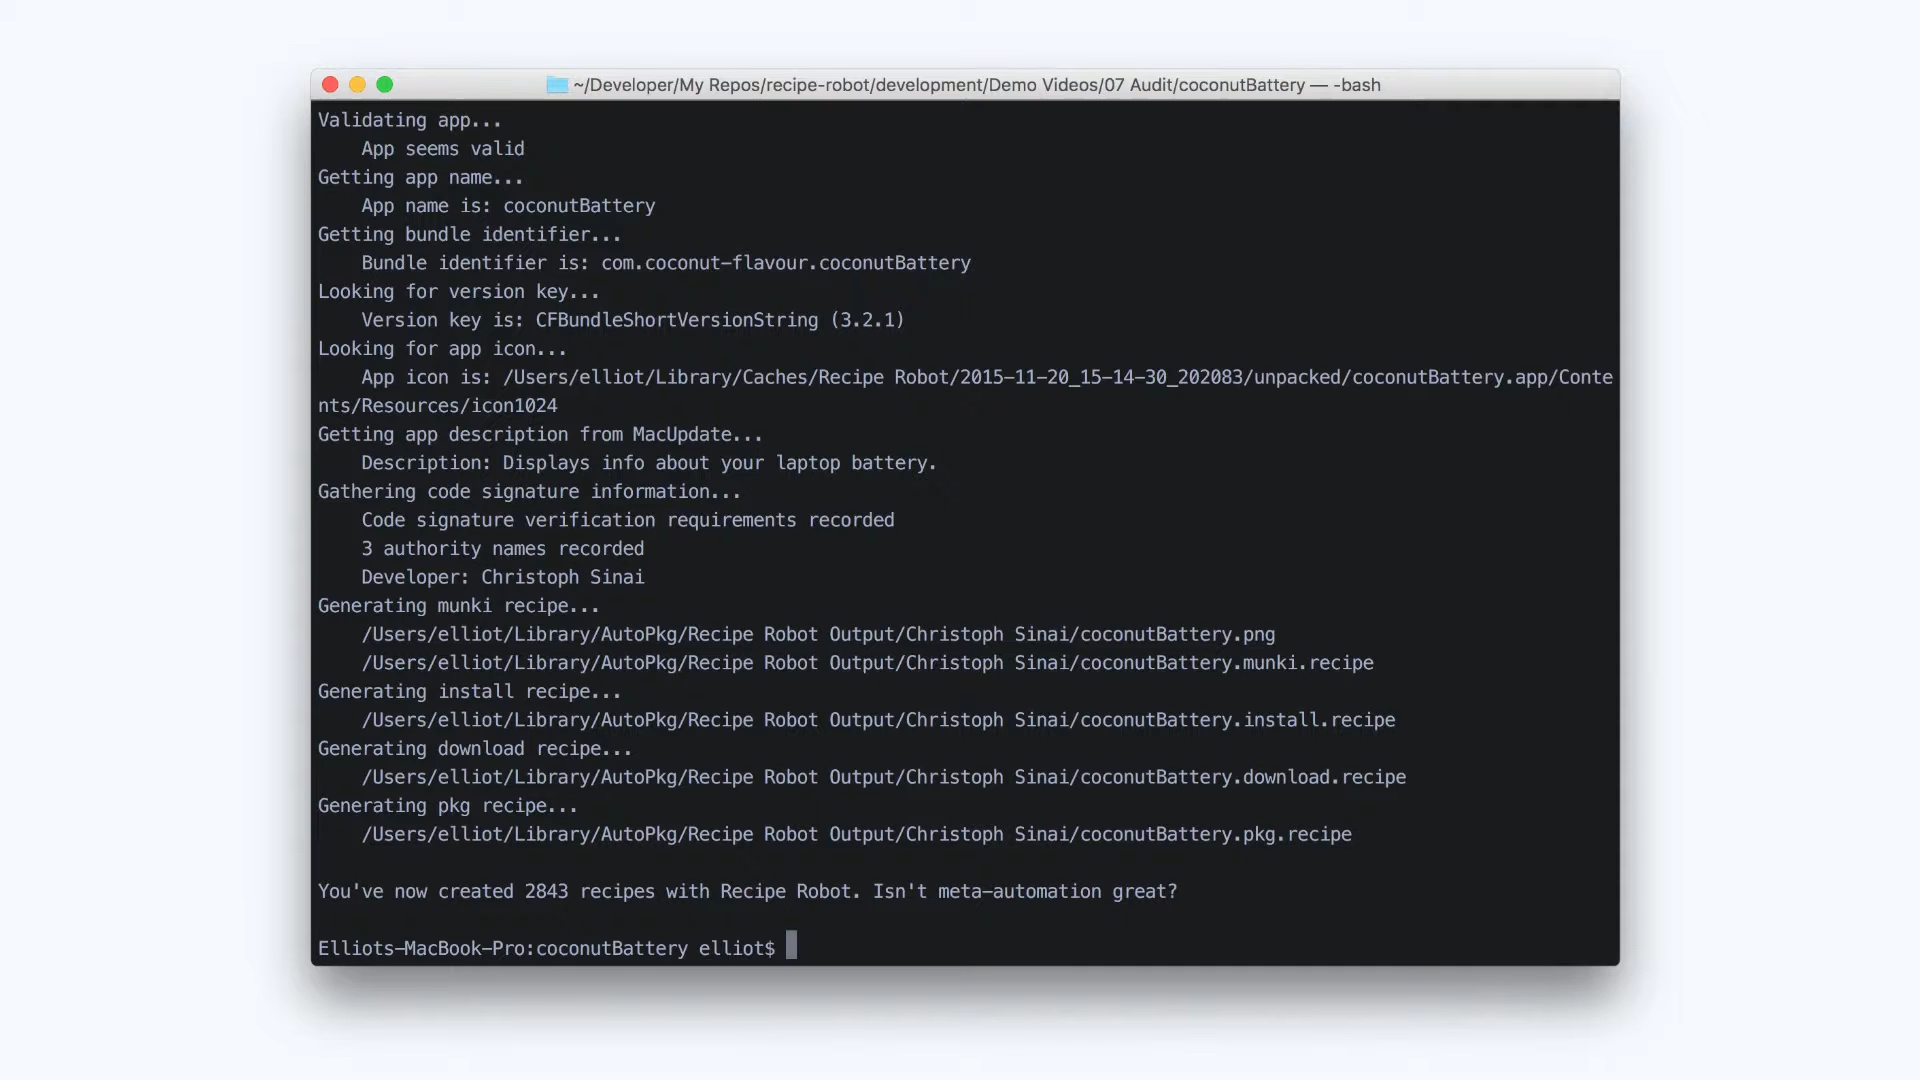 ~/Developer/My Repos/recipe-robot/development/Demo Videos/07 Audit/coconutBattery — -bash
Validating app...
App seems valid
Getting app name...
App name is: coconutBattery
Getting bundle identifier...
Bundle identifier is: com.coconut-flavour.coconutBattery
Looking for version key...
Version key is: CFBundleShortVersionString (3.2.1)
Looking for app icon...
App icon is: /Users/elliot/Library/Caches/Recipe Robot/2015-11-20_15-14-30_202083/unpacked/coconutBattery.app/Conte
nts/Resources/icon1024
Getting app description from MacUpdate...
Description: Displays info about your laptop battery.
Gathering code signature information...
Code signature verification requirements recorded
3 authority names recorded
Developer: Christoph Sinai
Generating munki recipe...
/Users/elliot/Library/AutoPkg/Recipe Robot Output/Christoph Sinai/coconutBattery.png
/Users/elliot/Library/AutoPkg/Recipe Robot Output/Christoph Sinai/coconutBattery.munki.recipe
Generating install recipe...
/Users/elliot/Library/AutoPkg/Recipe Robot Output/Christoph Sinai/coconutBattery.install.recipe
Generating download recipe...
/Users/elliot/Library/AutoPkg/Recipe Robot Output/Christoph Sinai/coconutBattery.download.recipe
Generating pkg recipe...
/Users/elliot/Library/AutoPkg/Recipe Robot Output/Christoph Sinai/coconutBattery.pkg.recipe
You've now created 2843 recipes with Recipe Robot. Isn't meta-automation great?
Elliots-MacBook-Pro:coconutBattery elliot$